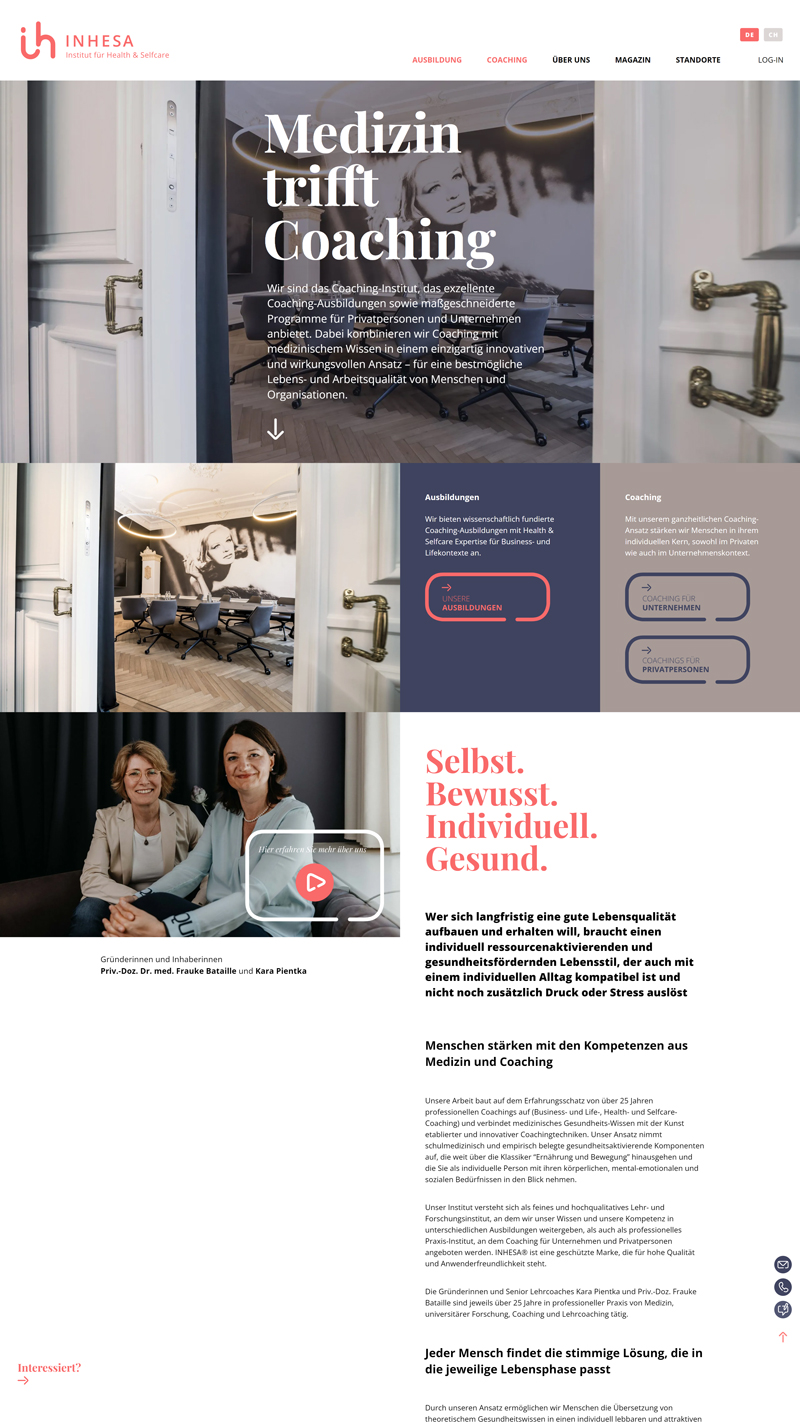 INHESA
Institut für Health & Selfcare
DE
CH
AUSBILDUNG
COACHING
ÜBER UNS
MAGAZIN
STANDORTE
LOG-IN
Medizin
trifft
Coaching
Wir sind das Coaching-Institut, das exzellente
Coaching-Ausbildungen sowie maßgeschneiderte
Programme für Privatpersonen und Unternehmen
anbietet. Dabei kombinieren wir Coaching mit
medizinischem Wissen in einem einzigartig innovativen
und wirkungsvollen Ansatz – für eine bestmögliche
Lebens- und Arbeitsqualität von Menschen und
Organisationen.
Ausbildungen
Wir bieten wissenschaftlich fundierte
Coaching-Ausbildungen mit Health &
Selfcare Expertise für Business- und
Lifekontexte an.
UNSERE
AUSBILDUNGEN
Coaching
Mit unserem ganzheitlichen Coaching-
Ansatz stärken wir Menschen in ihrem
individuellen Kern, sowohl im Privaten
wie auch im Unternehmenskontext.
COACHING FÜR
UNTERNEHMEN
COACHINGS FÜR
PRIVATPERSONEN
Hier erfahren Sie mehr über uns
Gründerinnen und Inhaberinnen
Priv.-Doz. Dr. med. Frauke Bataille und Kara Pientka
Selbst.
Bewusst.
Individuell.
Gesund.
Wer sich langfristig eine gute Lebensqualität
aufbauen und erhalten will, braucht einen
individuell ressourcenaktivierenden und
gesundheitsfördernden Lebensstil, der auch mit
einem individuellen Alltag kompatibel ist und
nicht noch zusätzlich Druck oder Stress auslöst
Menschen stärken mit den Kompetenzen aus
Medizin und Coaching
Unsere Arbeit baut auf dem Erfahrungsschatz von über 25 Jahren
professionellen Coachings auf (Business- und Life-, Health- und Selfcare-
Coaching) und verbindet medizinisches Gesundheits-Wissen mit der Kunst
etablierter und innovativer Coachingtechniken. Unser Ansatz nimmt
schulmedizinisch und empirisch belegte gesundheitsaktivierende Komponenten
auf, die weit über die Klassiker “Ernährung und Bewegung” hinausgehen und
die Sie als individuelle Person mit ihren körperlichen, mental-emotionalen und
sozialen Bedürfnissen in den Blick nehmen.
Unser Institut versteht sich als feines und hochqualitatives Lehr- und
Forschungsinstitut, an dem wir unser Wissen und unsere Kompetenz in
unterschiedlichen Ausbildungen weitergeben, als auch als professionelles
Praxis-Institut, an dem Coaching für Unternehmen und Privatpersonen
angeboten werden. INHESA® ist eine geschützte Marke, die für hohe Qualität
und Anwenderfreundlichkeit steht.
Die Gründerinnen und Senior Lehrcoaches Kara Pientka und Priv.-Doz. Frauke
Bataille sind jeweils über 25 Jahre in professioneller Praxis von Medizin,
universitärer Forschung, Coaching und Lehrcoaching tätig.
Jeder Mensch findet die stimmige Lösung, die in
die jeweilige Lebensphase passt
Interessiert?
Durch unseren Ansatz ermöglichen wir Menschen die Übersetzung von
theoretischem Gesundheitswissen in einen individuell lebbaren und attraktiven